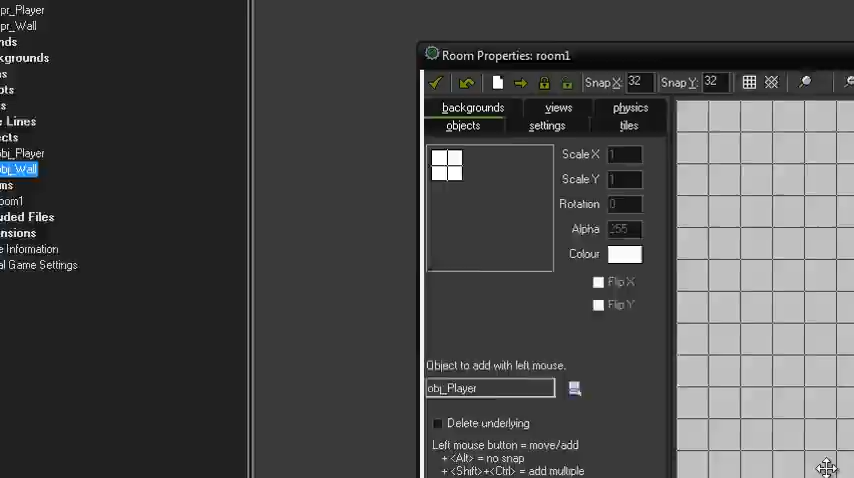 pr_Player
pr_Wall
nds
kgrounds
s
pts
s
e Lines
ects
obj_Player
obj_Wall
ms
oom1
uded Files
ensions
e Information
al Game Settings
Room Properties: room1
Snap X: 32 Snap Y: 32
backgrounds views physics
objects settings tiles
Scale X 1
Scale Y 1
Rotation 0
Alpha 255
Colour
Flip X
Flip Y
Object to add with left mouse:
obj_Player
Delete underlying
Left mouse button = move/add
+ <Alt> = no snap
+ <Shift>+<Ctrl> = add multiple